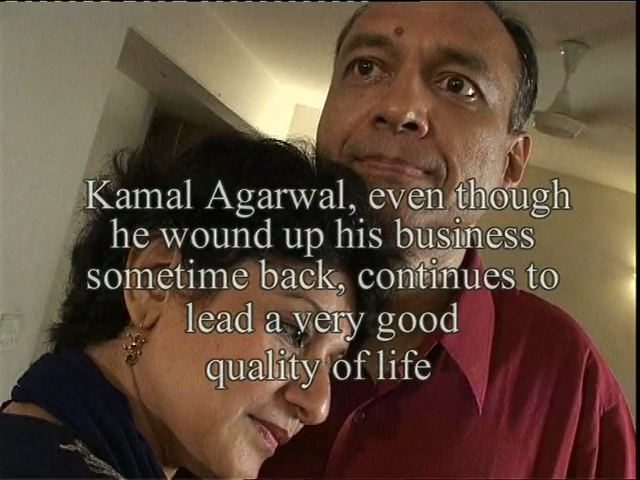 Kamal Agarwal, even though
he wound up his business
sometime back, continues to
lead a very good
quality of life